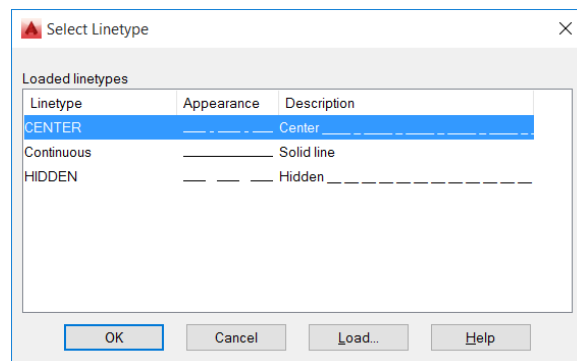 Select Linetype
Loaded linetypes
Linetype Appearance Description
CENTER Center
Continuous Solid line
HIDDEN Hidden
OK Cancel Load... Help